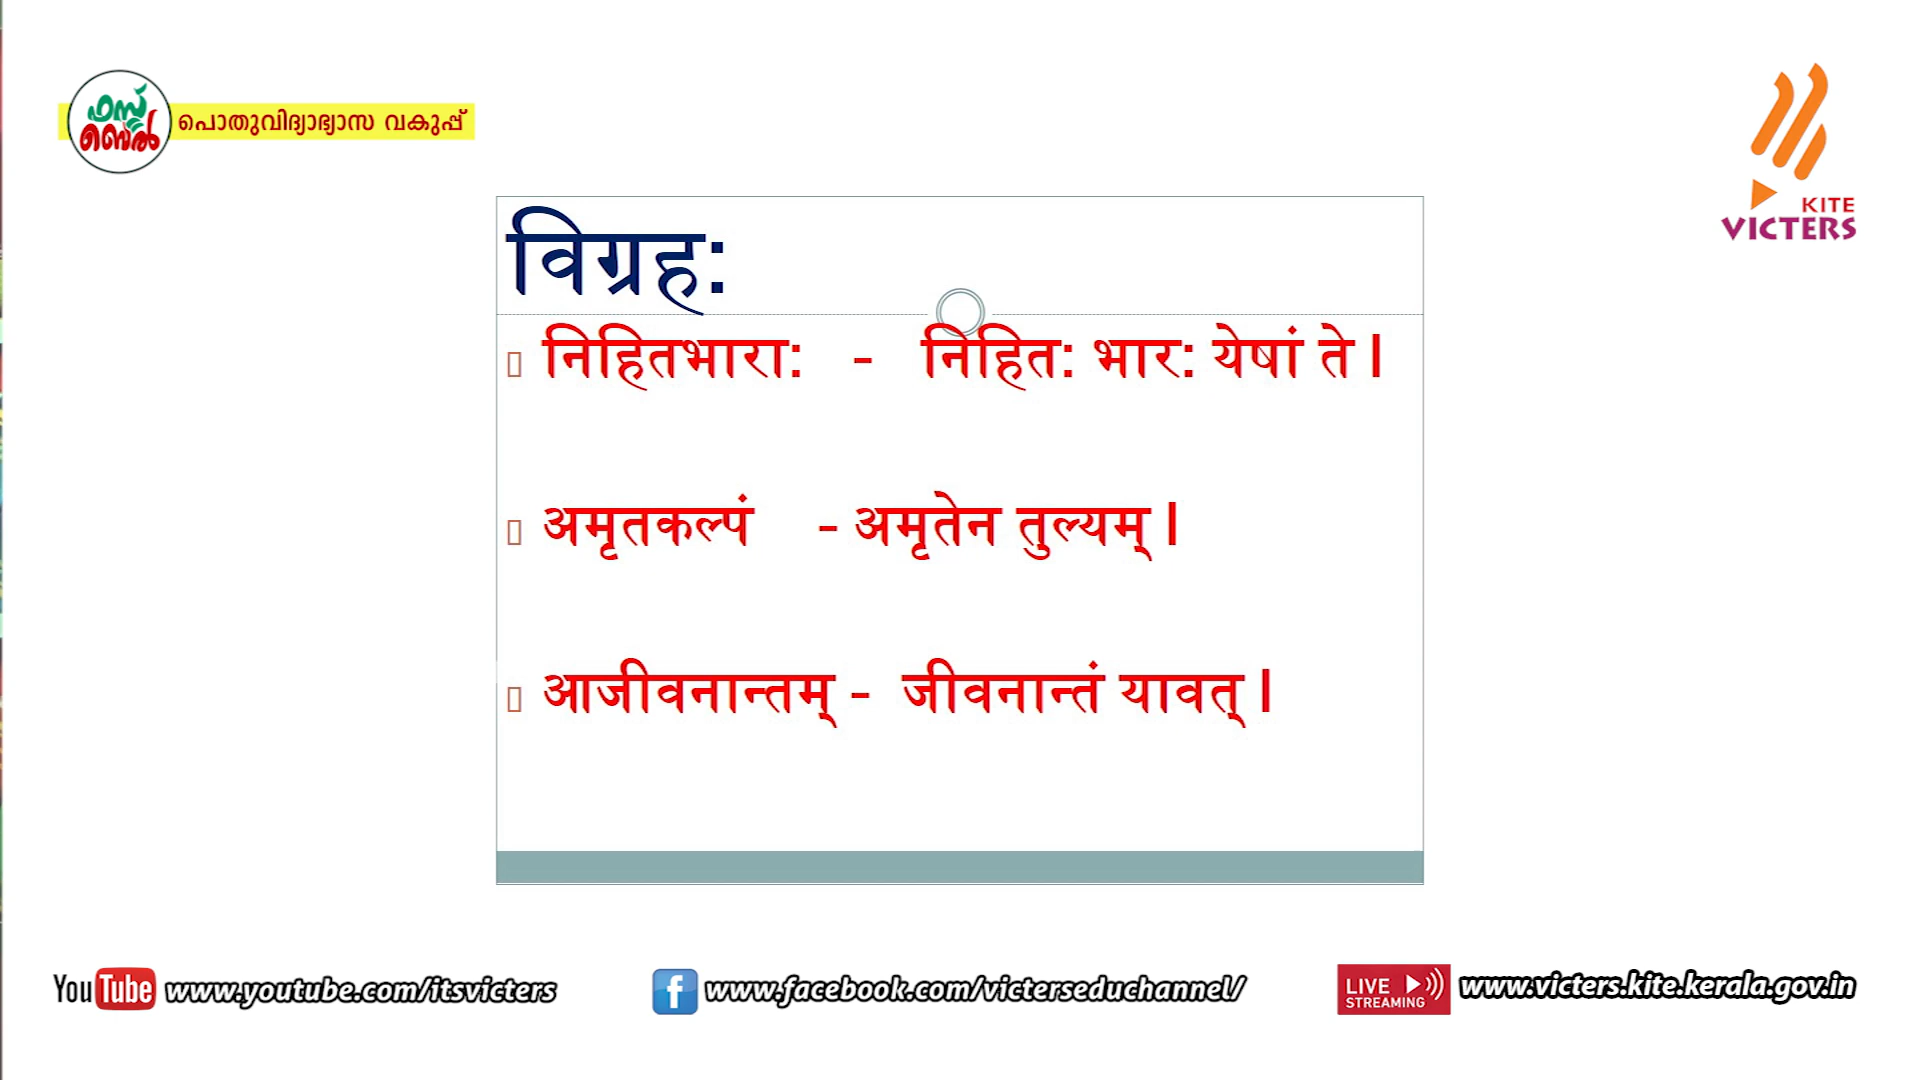 ഫസ്റ്റ്
ബെൽ
പൊതുവിദ്യാഭ്യാസ വകുപ്പ്
KITE
VICTERS
विग्रह:
निहितभारा: - निहित: भार: येषां ते ।
अमृतकल्पं - अमृतेन तुल्यम् ।
आजीवनान्तम् - जीवनान्तं यावत् ।
YouTube www.youtube.com/itsvicters
f www.facebook.com/victerseduchannel/
LIVE STREAMING www.victers.kite.kerala.gov.in